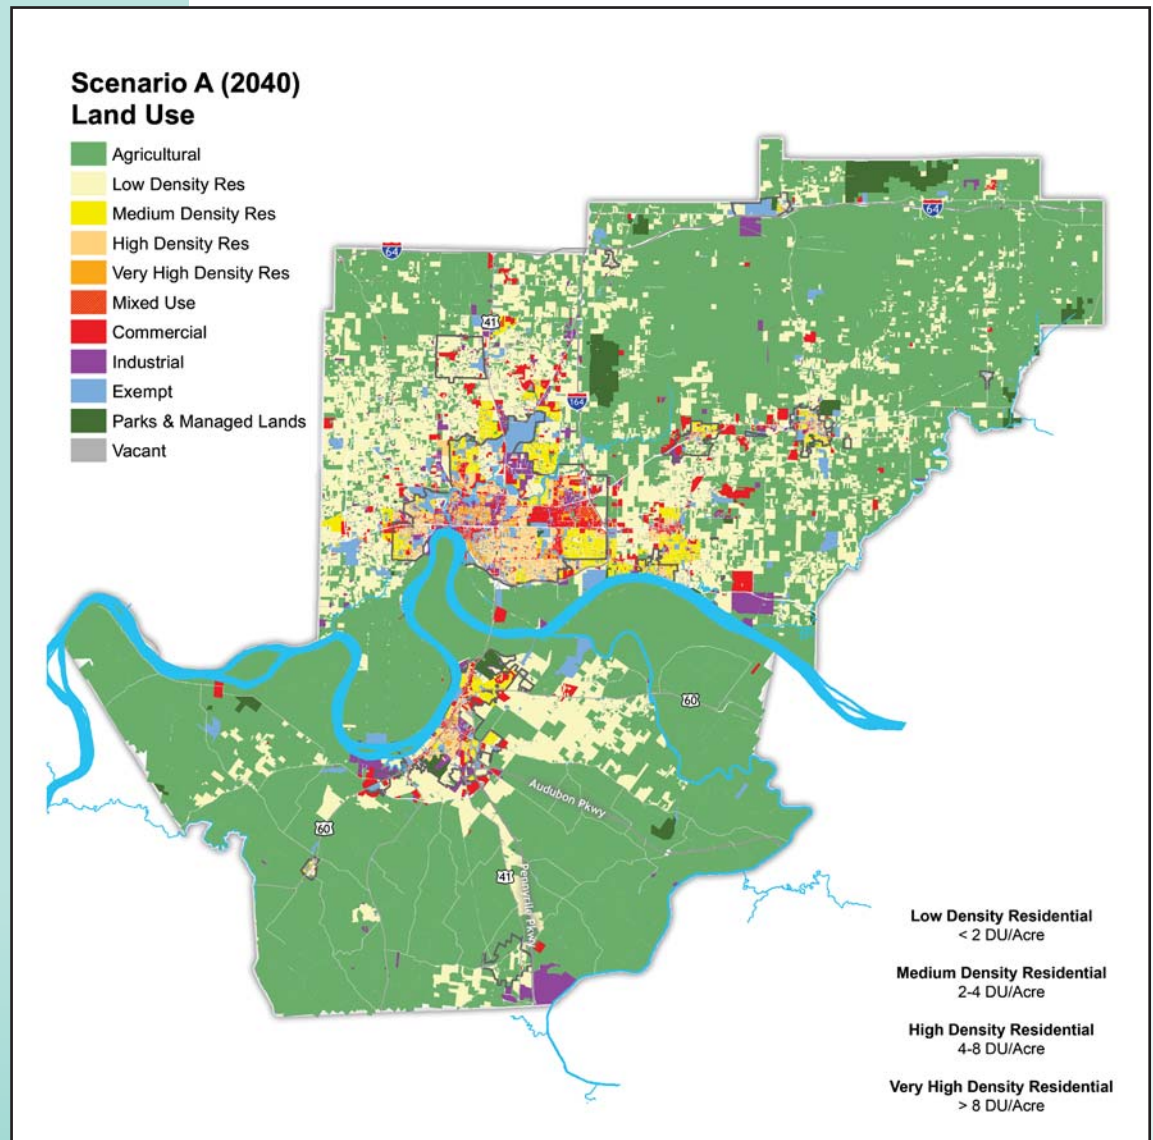 Scenario A (2040)
Land Use
Agricultural
Low Density Res
Medium Density Res
High Density Res
Very High Density Res
Mixed Use
Commercial
Industrial
Exempt
Parks & Managed Lands
Vacant
64
64
41
164
60
Audubon Pkwy
60
41
Pennyrile Pkwy
Low Density Residential
< 2 DU/Acre
Medium Density Residential
2-4 DU/Acre
High Density Residential
4-8 DU/Acre
Very High Density Residential
> 8 DU/Acre